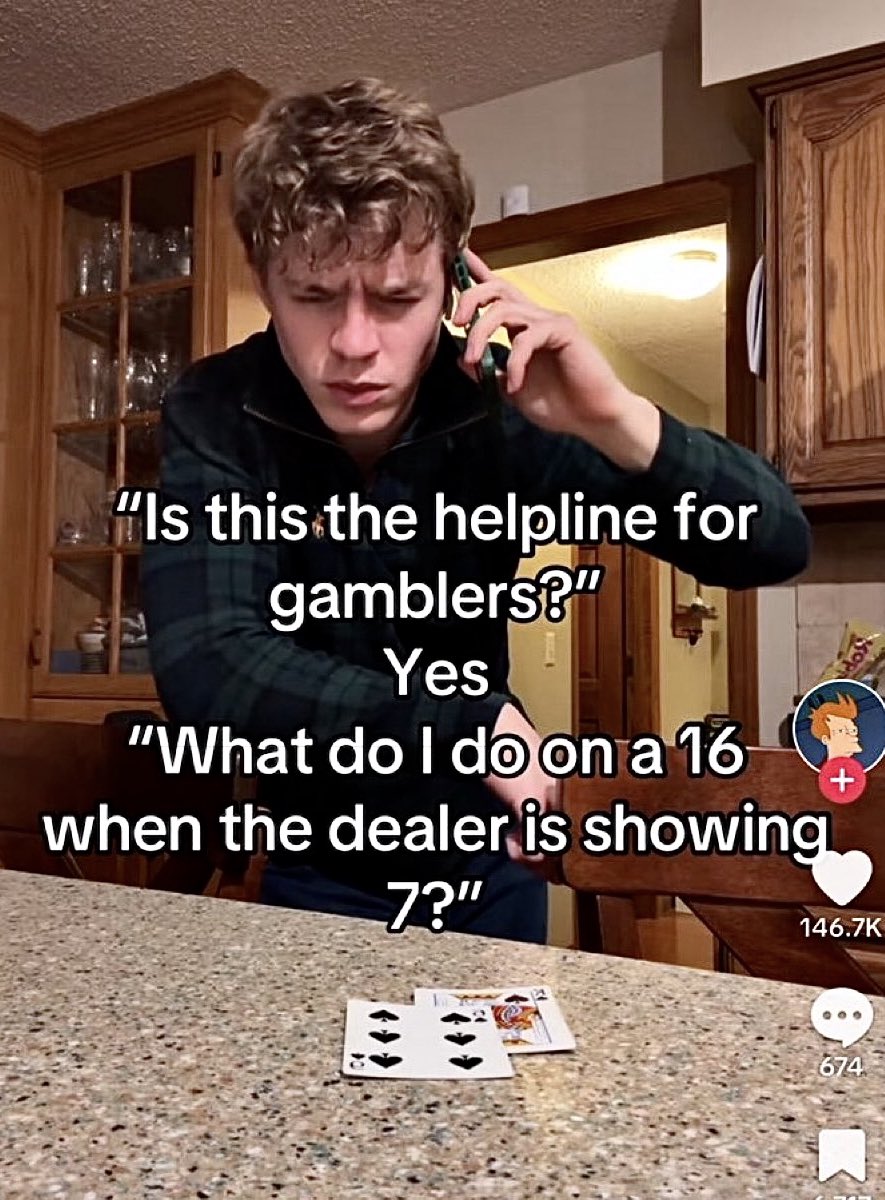 “Is this the helpline for
gamblers?”
Yes
“What do I do on a 16
when the dealer is showing
7?”
146.7K
674